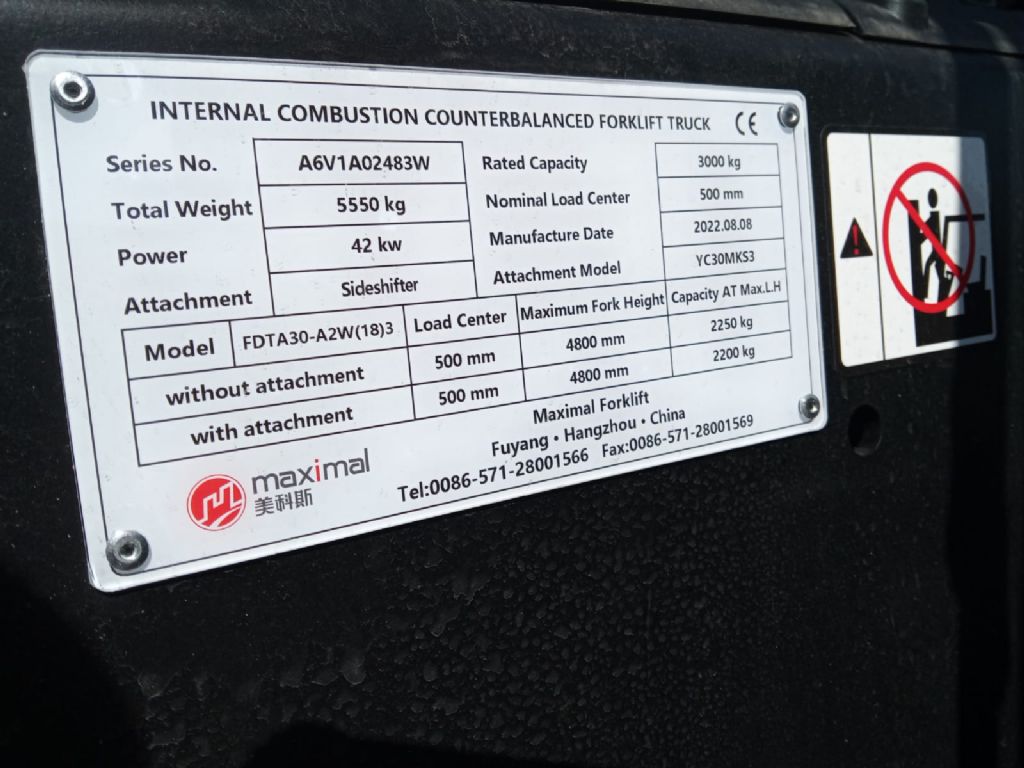 INTERNAL COMBUSTION COUNTERBALANCED FORKLIFT TRUCK CE
Series No. A6V1A02483W Rated Capacity 3000 kg
Total Weight 5550 kg Nominal Load Center 500 mm
Power 42 kw Manufacture Date 2022.08.08
Attachment Sideshifter Attachment Model YC30MKS3
Model FDTA30-A2W(18)3 Load Center Maximum Fork Height Capacity AT Max.L.H
without attachment 500 mm 4800 mm 2250 kg
with attachment 500 mm 4800 mm 2200 kg
Maximal Forklift
Fuyang • Hangzhou • China
Tel:0086-571-28001566 Fax:0086-571-28001569
maximal
美科斯